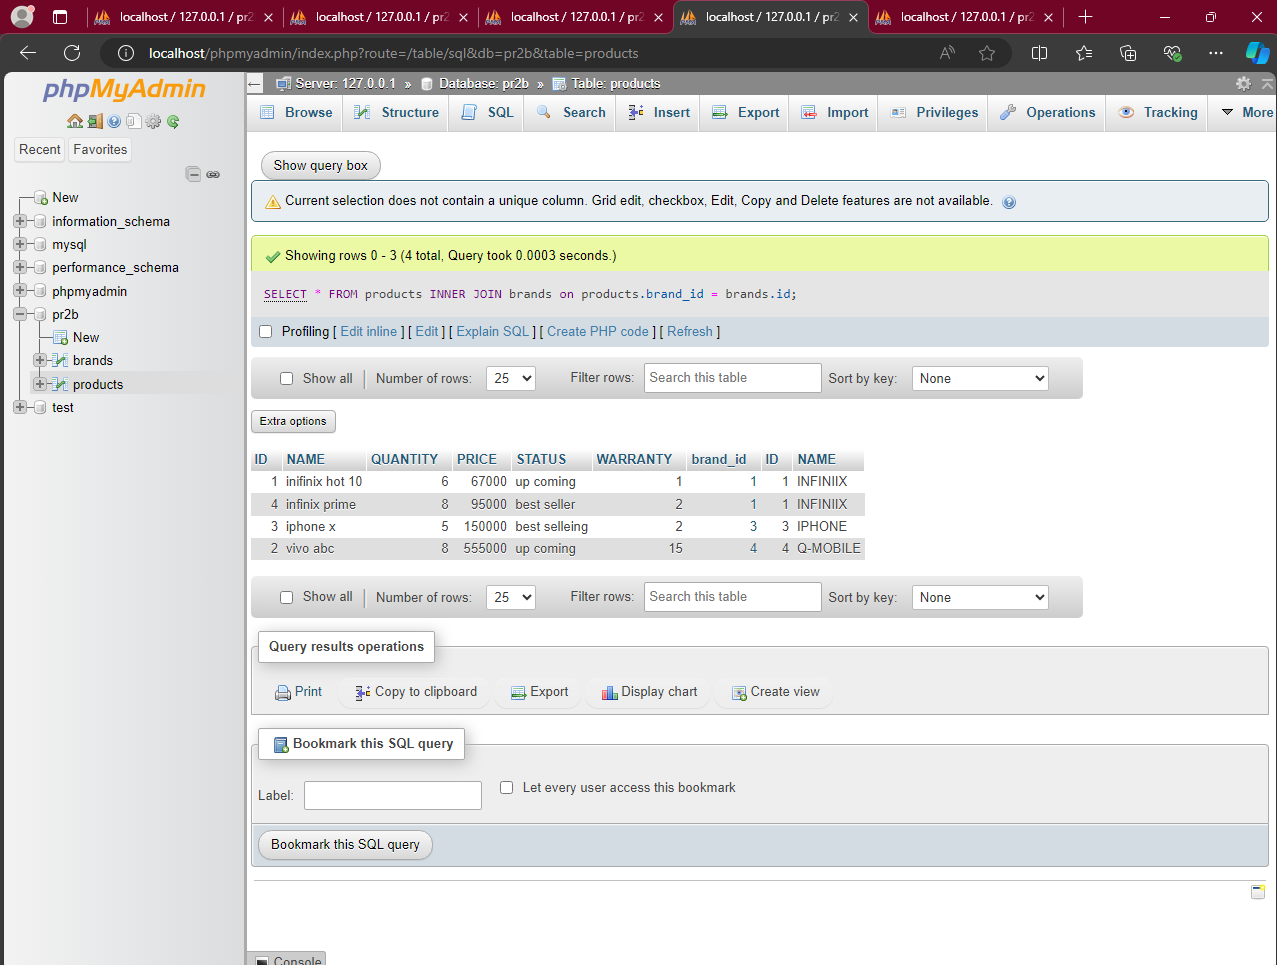 localhost / 127.0.0.1 / pr2 localhost / 127.0.0.1 / pr2 localhost / 127.0.0.1 / pr2 localhost / 127.0.0.1 / pr2 localhost / 127.0.0.1 / pr2
localhost/phpmyadmin/index.php?route=/table/sql&db=pr2b&table=products
phpMyAdmin
Recent Favorites
New
information_schema
mysql
performance_schema
phpmyadmin
pr2b
New
brands
products
test
Server: 127.0.0.1 » Database: pr2b » Table: products
Browse Structure SQL Search Insert Export Import Privileges Operations Tracking More
Show query box
Current selection does not contain a unique column. Grid edit, checkbox, Edit, Copy and Delete features are not available.
Showing rows 0 - 3 (4 total, Query took 0.0003 seconds.)
SELECT * FROM products INNER JOIN brands on products.brand_id = brands.id;
Profiling [ Edit inline ] [ Edit ] [ Explain SQL ] [ Create PHP code ] [ Refresh ]
Show all Number of rows: 25 Filter rows: Search this table Sort by key: None
Extra options
ID NAME QUANTITY PRICE STATUS WARRANTY brand_id ID NAME
1 inifinix hot 10 6 67000 up coming 1 1 1 INFINIIX
4 infinix prime 8 95000 best seller 2 1 1 INFINIIX
3 iphone x 5 150000 best selleing 2 3 3 IPHONE
2 vivo abc 8 555000 up coming 15 4 4 Q-MOBILE
Show all Number of rows: 25 Filter rows: Search this table Sort by key: None
Query results operations
Print Copy to clipboard Export Display chart Create view
Bookmark this SQL query
Label: Let every user access this bookmark
Bookmark this SQL query
Console